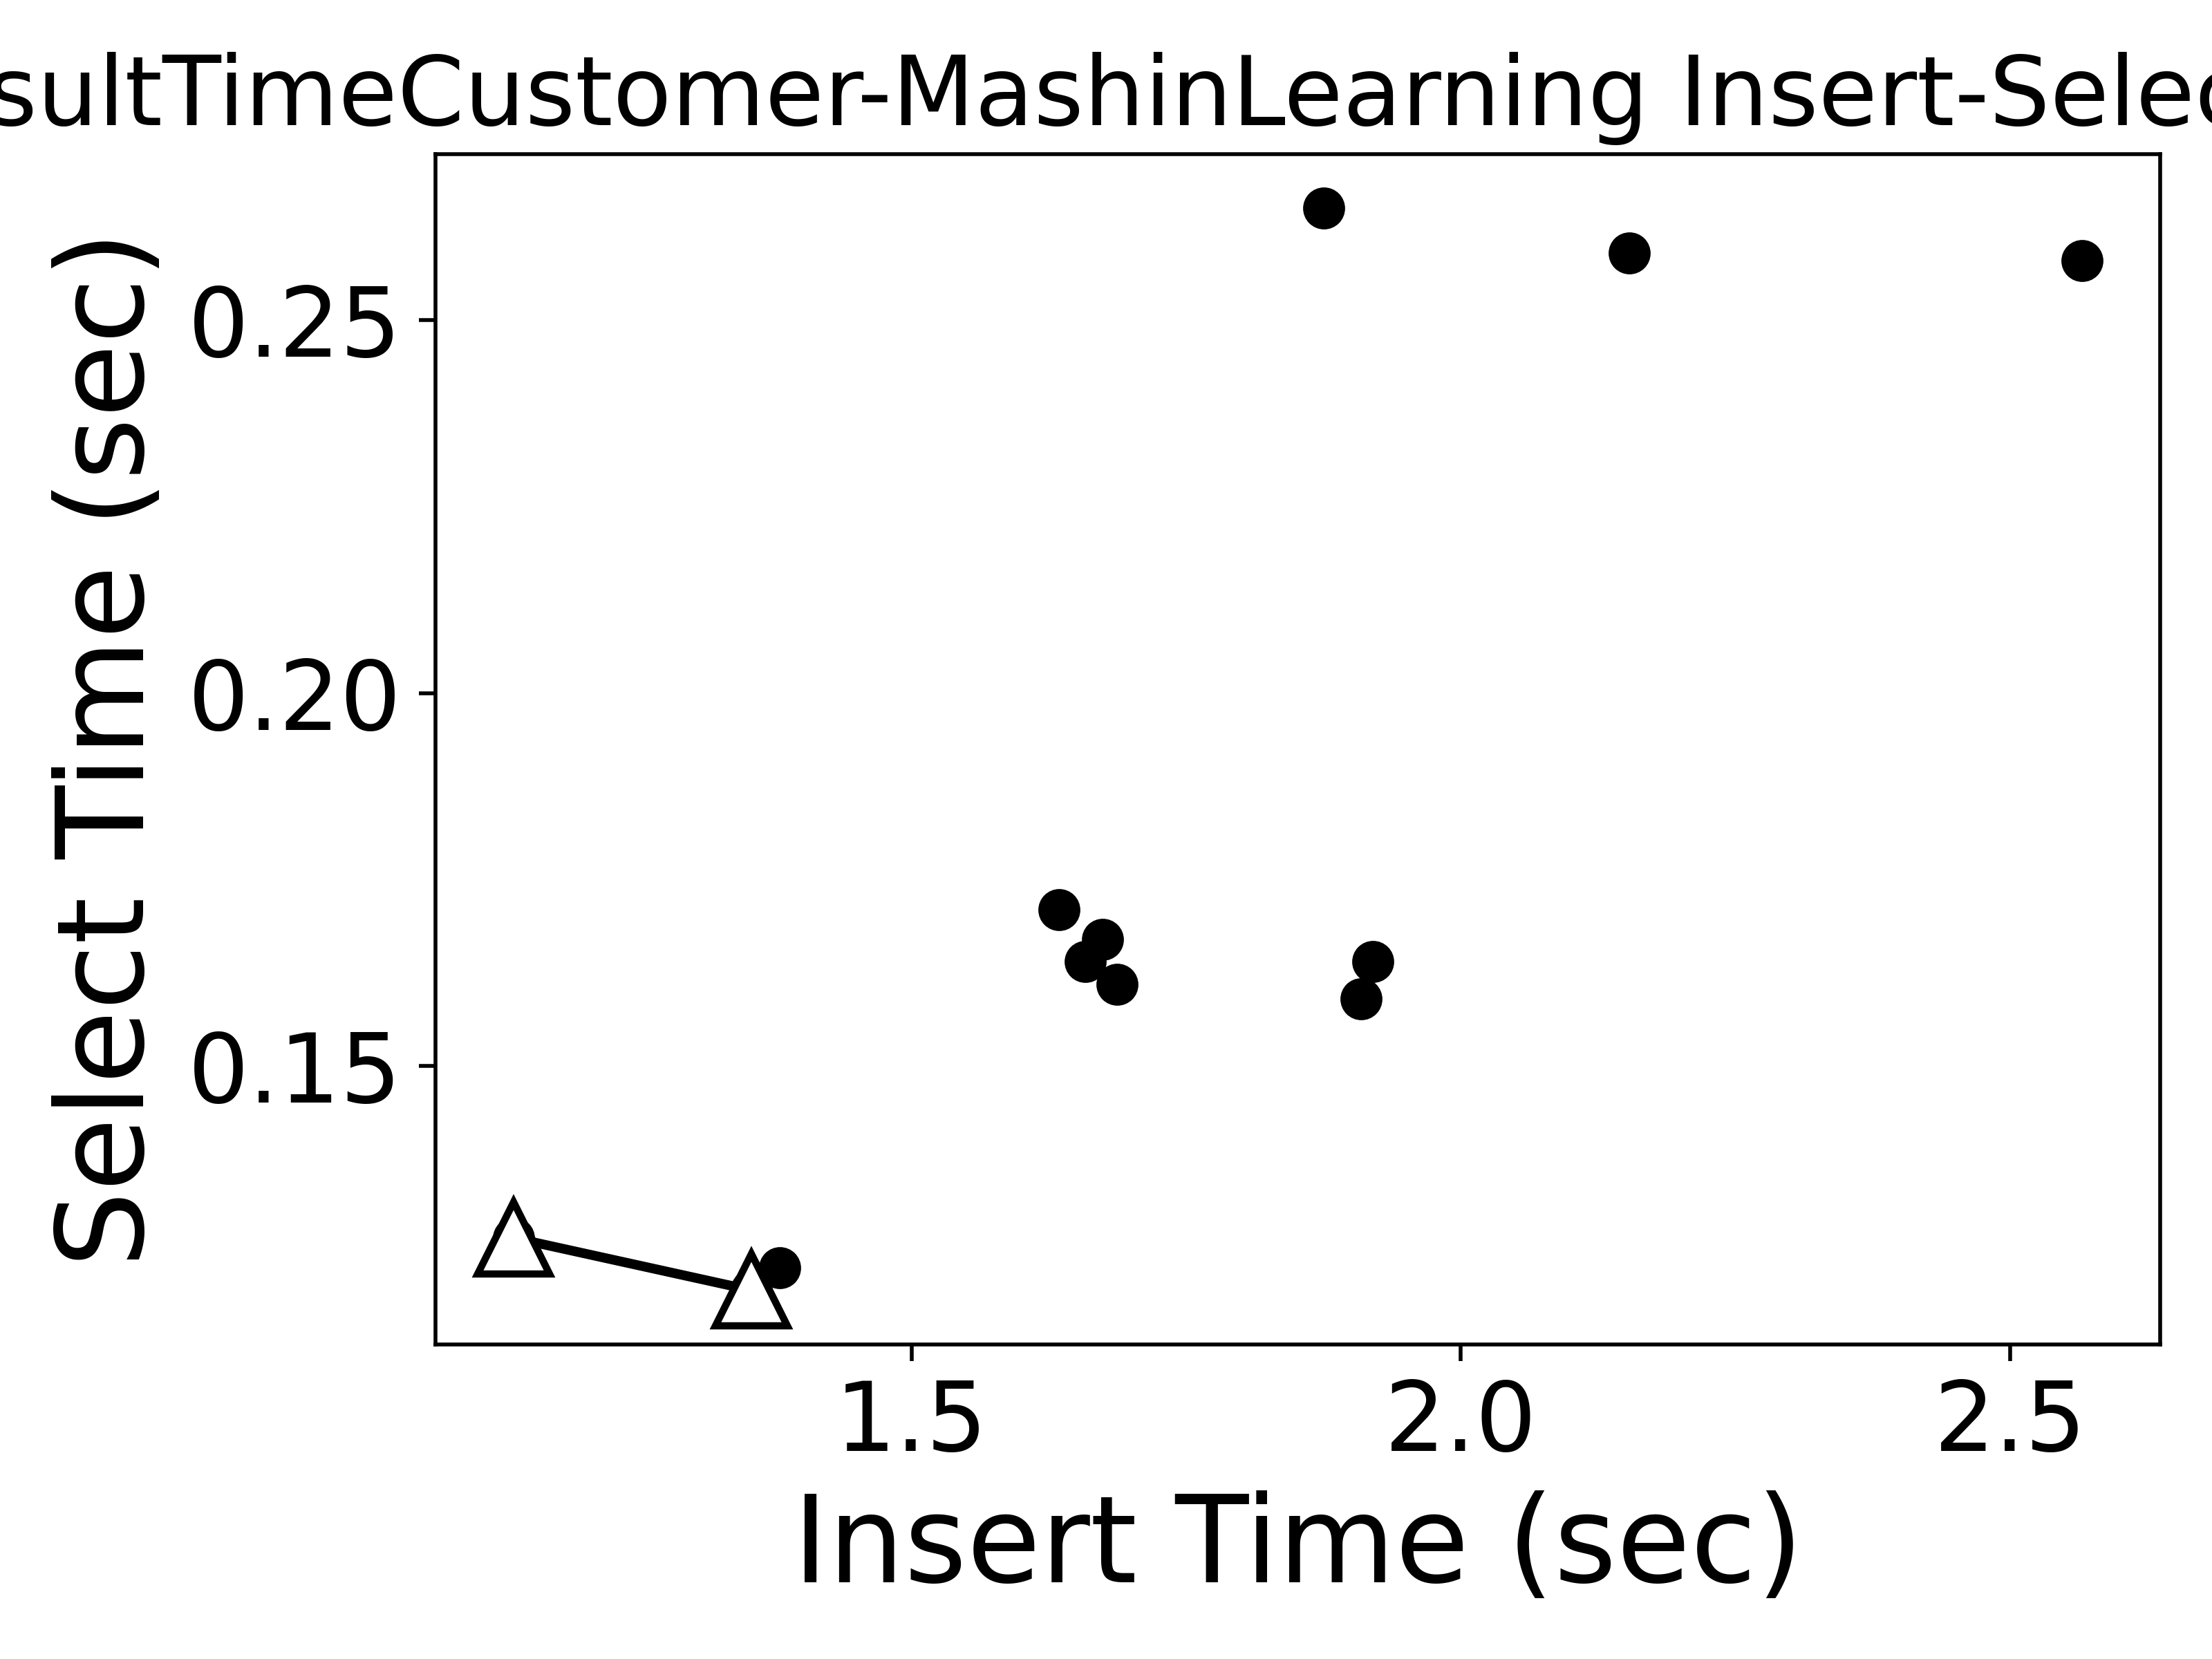 sultTimeCustomer-MashinLearning Insert-Selec
Select Time (sec)
0.25
0.20
0.15
1.5 2.0 2.5
Insert Time (sec)